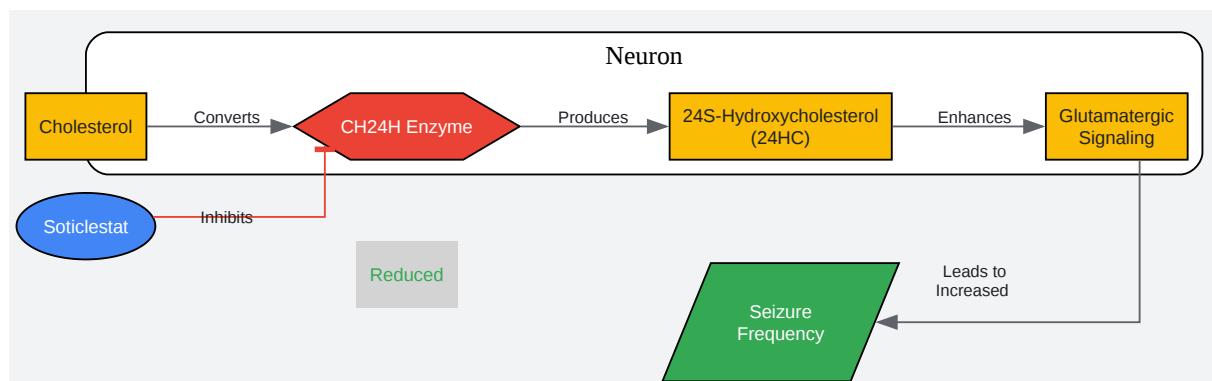 Neuron
Cholesterol
Converts
CH24H Enzyme
Produces
24S-Hydroxycholesterol
(24HC)
Enhances
Glutamatergic
Signaling
Soticlestat
Inhibits
Reduced
Leads to
Increased
Seizure
Frequency